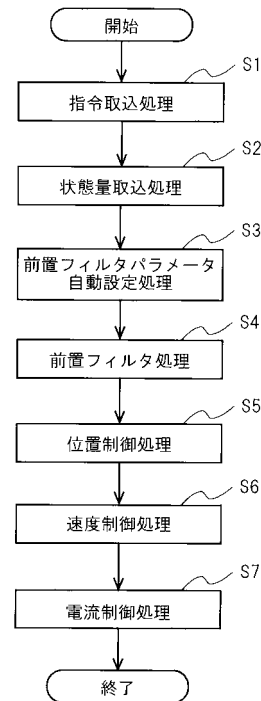 開始
S1
指令取込処理
S2
状態量取込処理
S3
前置フィルタパラメータ
自動設定処理
S4
前置フィルタ処理
S5
位置制御処理
S6
速度制御処理
S7
電流制御処理
終了